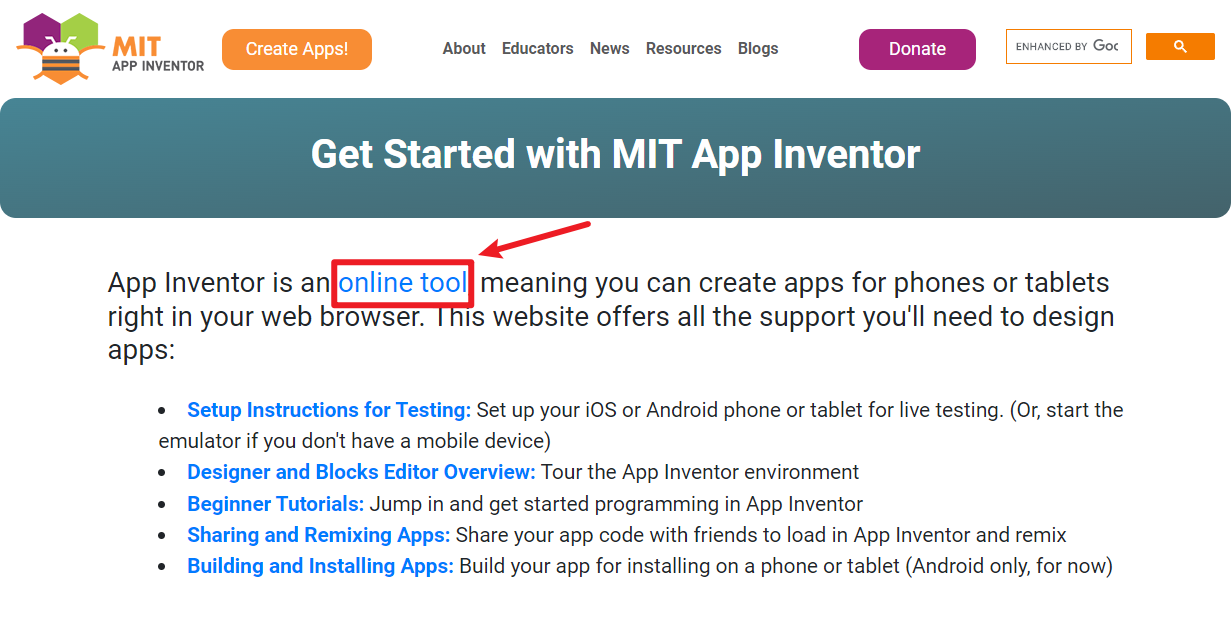 MIT
APP INVENTOR
Create Apps!
About Educators News Resources Blogs
Donate
ENHANCED BY
Get Started with MIT App Inventor
App Inventor is an online tool meaning you can create apps for phones or tablets
right in your web browser. This website offers all the support you'll need to design
apps:
• Setup Instructions for Testing: Set up your iOS or Android phone or tablet for live testing. (Or, start the
emulator if you don't have a mobile device)
• Designer and Blocks Editor Overview: Tour the App Inventor environment
• Beginner Tutorials: Jump in and get started programming in App Inventor
• Sharing and Remixing Apps: Share your app code with friends to load in App Inventor and remix
• Building and Installing Apps: Build your app for installing on a phone or tablet (Android only, for now)